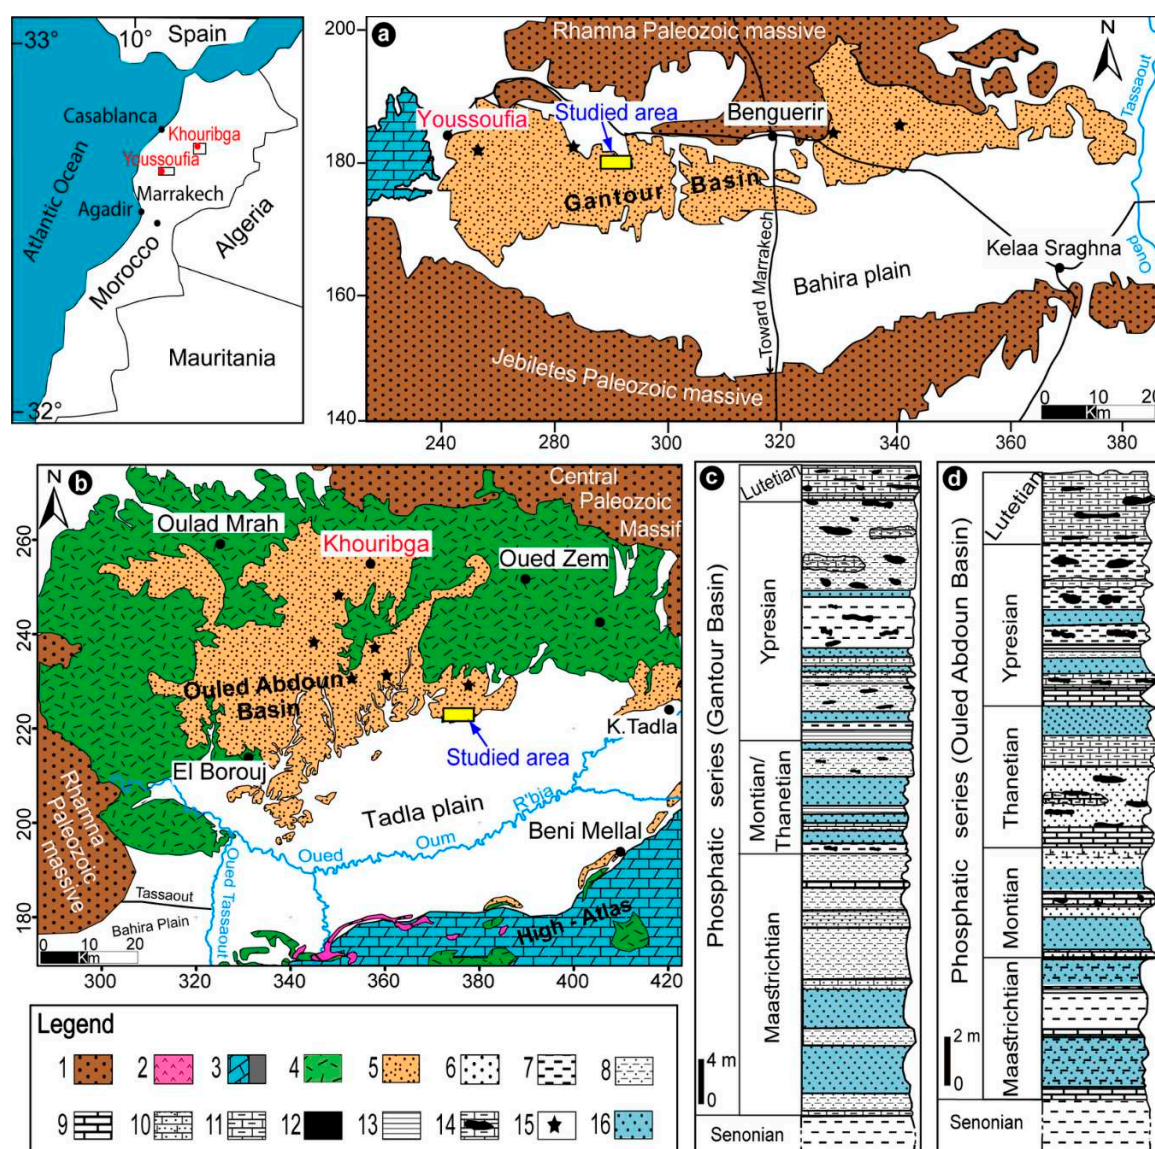 33°
10°
Spain
Casablanca
Khouribga
Youssoufia
Marrakech
Agadir
Atlantic Ocean
Morocco
Algeria
Mauritania
32°
a
200
180
160
140
240
260
280
300
320
340
360
380
Rhamna Paleozoic massive
N
Youssoufia
Studied area
Benguerir
Gantour Basin
Tassaout
Oued
Kelaa Sraghna
Bahira plain
Toward Marrakech
Jebiletes Paleozoic massive
0 10 20
Km
b
N
260
240
220
200
180
300
320
340
360
380
400
420
Central
Paleozoic
Massif
Oulad Mrah
Khouribga
Oued Zem
Ouled Abdoun
Basin
K.Tadla
Studied area
El Borouj
Tadla plain
R'bia
Oum
Oued
Beni Mellal
Rhamna
Paleozoic
massive
Oued Tassaout
Tassaout
Bahira Plain
High - Atlas
0 10 20
Km
c
Phosphatic series (Gantour Basin)
Lutetian
Ypresian
Montian/
Thanetian
Maastrichtian
Senonian
4 m
0
d
Phosphatic series (Ouled Abdoun Basin)
Lutetian
Ypresian
Thanetian
Montian
Maastrichtian
Senonian
2 m
0
Legend
1 2 3 4 5 6 7 8
9 10 11 12 13 14 15 16